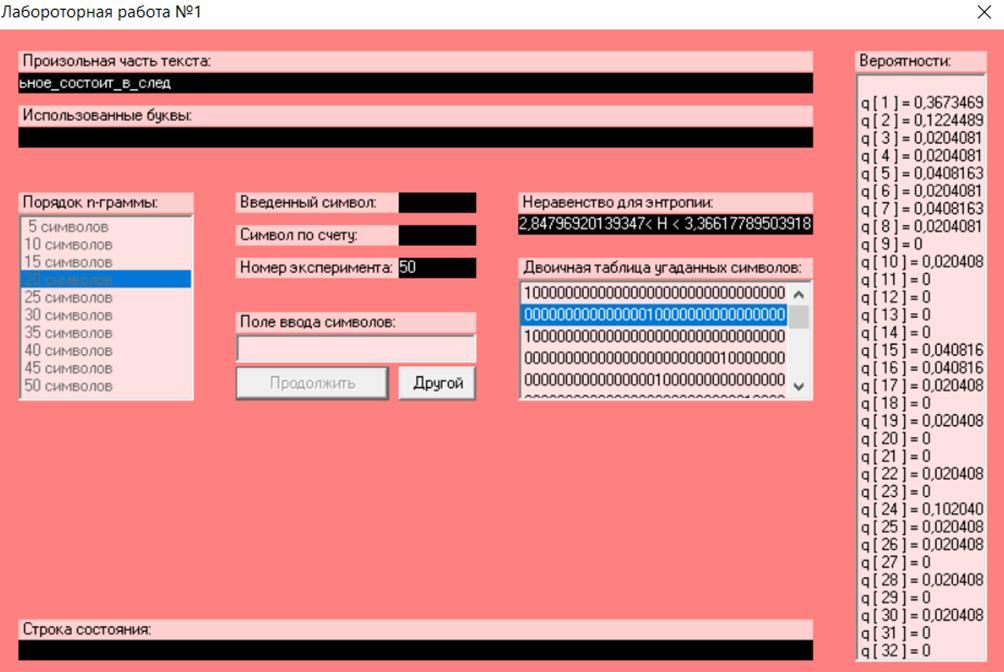 Лабороторная работа №1
Произольная часть текста:
ьное_состоит_в_след
Использованные буквы:
Порядок n-граммы:
5 символов
10 символов
15 символов
20 символов
25 символов
30 символов
35 символов
40 символов
45 символов
50 символов
Введенный символ:
Символ по счету:
Номер эксперимента: 50
Поле ввода символов:
Продолжить
Другой
Неравенство для энтропии:
2,84796920139347< H < 3,36617789503918
Двоичная таблица угаданных символов:
10000000000000000000000000000000
00000000000000010000000000000000
10000000000000000000000000000000
00000000000000000000000010000000
00000000000000001000000000000000
Строка состояния:
Вероятности:
q [ 1 ] = 0,3673469
q [ 2 ] = 0,1224489
q [ 3 ] = 0,0204081
q [ 4 ] = 0,0204081
q [ 5 ] = 0,0408163
q [ 6 ] = 0,0204081
q [ 7 ] = 0,0408163
q [ 8 ] = 0,0204081
q [ 9 ] = 0
q [ 10 ] = 0,020408
q [ 11 ] = 0
q [ 12 ] = 0
q [ 13 ] = 0
q [ 14 ] = 0
q [ 15 ] = 0,040816
q [ 16 ] = 0,040816
q [ 17 ] = 0,020408
q [ 18 ] = 0
q [ 19 ] = 0,020408
q [ 20 ] = 0
q [ 21 ] = 0
q [ 22 ] = 0,020408
q [ 23 ] = 0
q [ 24 ] = 0,102040
q [ 25 ] = 0,020408
q [ 26 ] = 0,020408
q [ 27 ] = 0
q [ 28 ] = 0,020408
q [ 29 ] = 0
q [ 30 ] = 0,020408
q [ 31 ] = 0
q [ 32 ] = 0